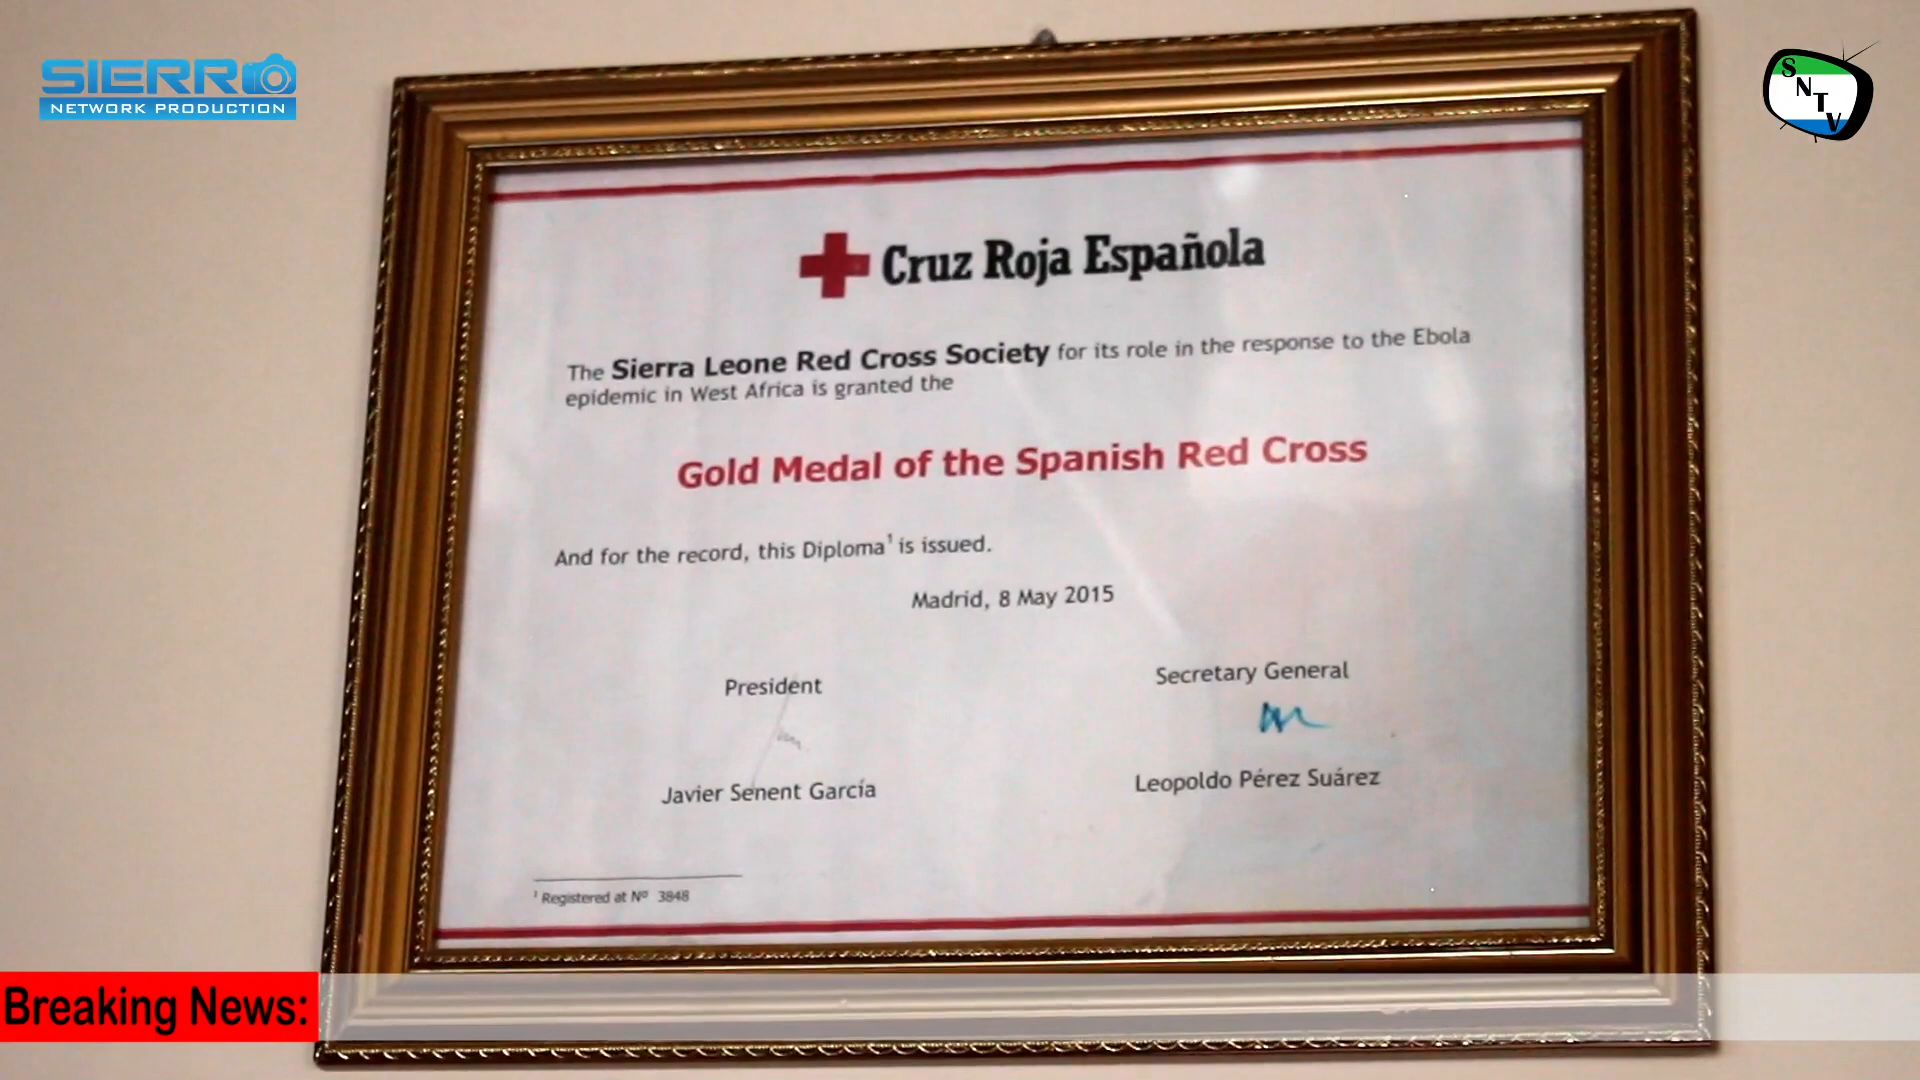 SIERRO
NETWORK PRODUCTION
SNTV
Cruz Roja Española
The Sierra Leone Red Cross Society for its role in the response to the Ebola
epidemic in West Africa is granted the
Gold Medal of the Spanish Red Cross
And for the record, this Diploma¹ is issued.
Madrid, 8 May 2015
President
Secretary General
Javier Senent García
Leopoldo Pérez Suárez
¹ Registered at Nº 3848
Breaking News: